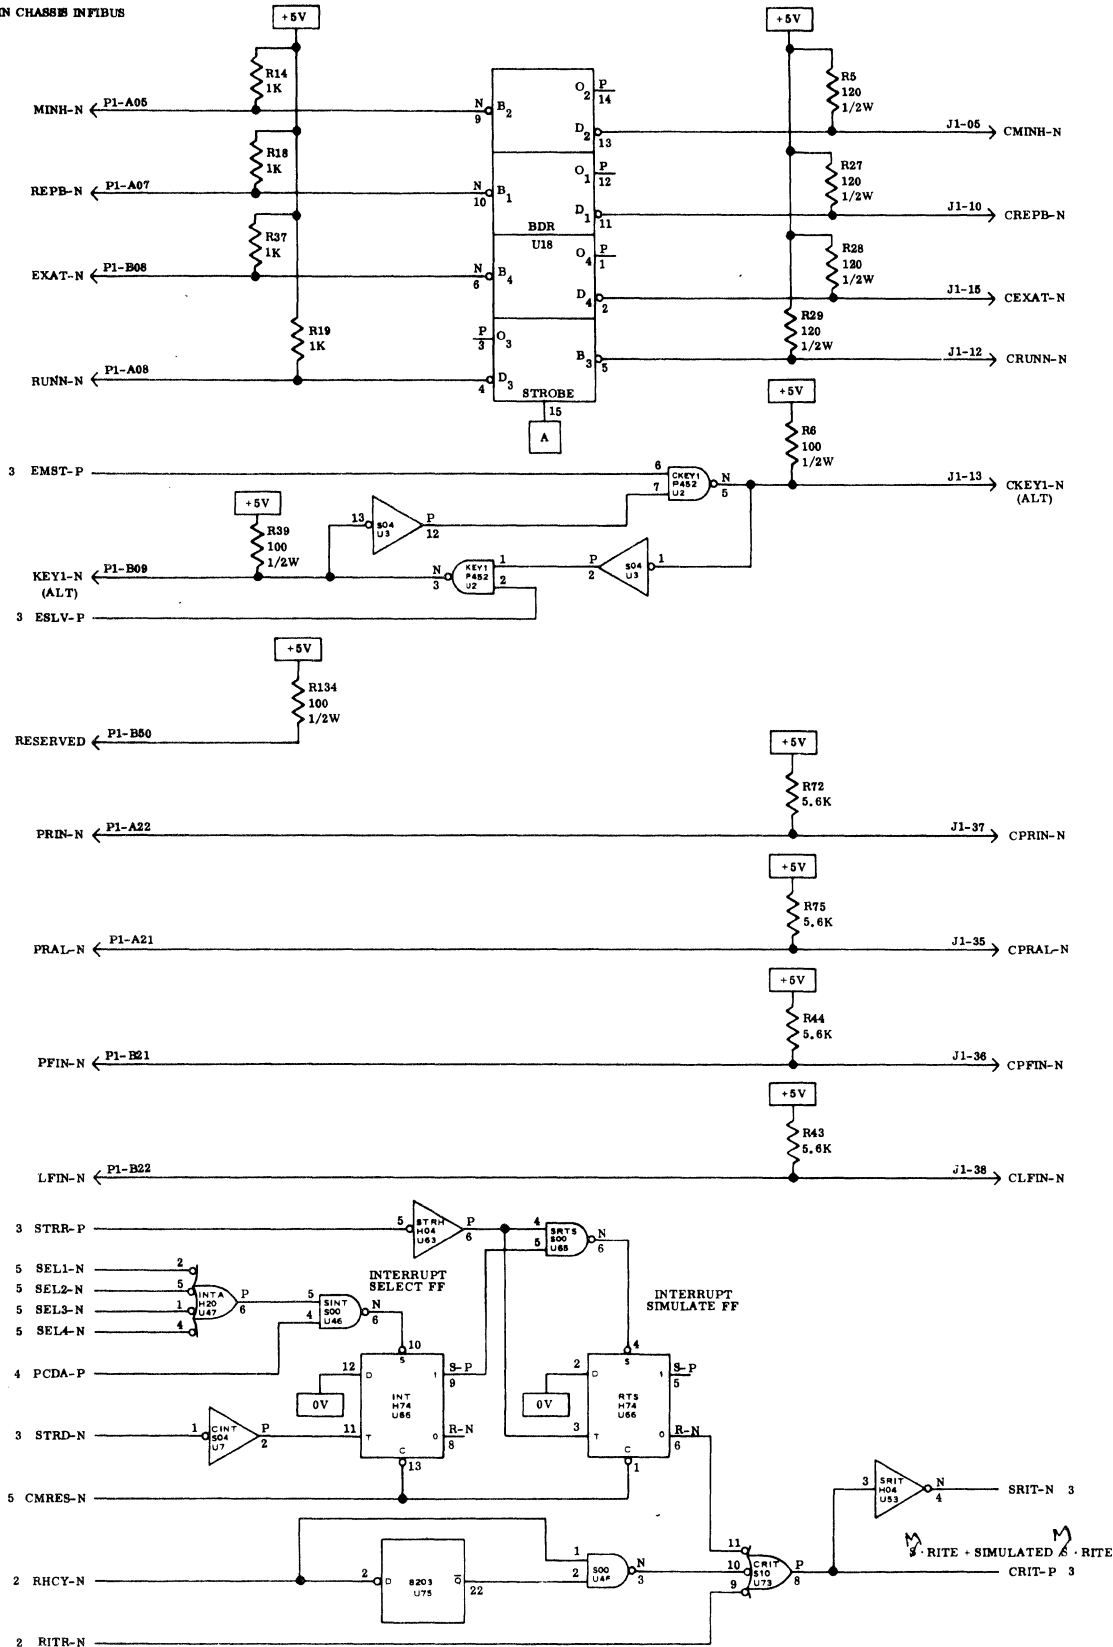 IN CHASSIS INFIBUS
+5V
+5V
R14
1K
R5
120
1/2W
MINH-N P1-A05
N
9
B2
O2
P
14
D2
13
J1-05
CMINH-N
R18
1K
R27
120
1/2W
REPB-N P1-A07
N
10
B1
O1
P
12
D1
11
J1-10
CREPB-N
BDR
U18
R37
1K
R28
120
1/2W
EXAT-N P1-B08
N
6
B4
O4
P
1
D4
2
J1-15
CEXAT-N
R19
1K
R29
120
1/2W
P
3
O3
B3
5
J1-12
CRUNN-N
RUNN-N P1-A08
4
D3
STROBE
15
A
+5V
R6
100
1/2W
3 EMST-P
6
7
CKEY1
P452
U2
N
5
J1-13
CKEY1-N
(ALT)
+5V
R39
100
1/2W
13
S04
U3
P
12
KEY1-N P1-B09
(ALT)
N
3
KEY1
P452
U2
1
2
P
2
S04
U3
1
3 ESLV-P
+5V
R134
100
1/2W
RESERVED P1-B50
+5V
R72
5.6K
PRIN-N P1-A22
J1-37
CPRIN-N
+5V
R75
5.6K
PRAL-N P1-A21
J1-35
CPRAL-N
+5V
R44
5.6K
PFIN-N P1-B21
J1-36
CPFIN-N
+5V
R43
5.6K
LFIN-N P1-B22
J1-38
CLFIN-N
3 STRR-P
5
STRH
H04
U63
P
6
4
5
SRTS
S00
U65
N
6
5 SEL1-N
5 SEL2-N
5 SEL3-N
5 SEL4-N
2
5
1
4
INTA
H20
U47
P
6
5
4
SINT
S00
U46
N
6
INTERRUPT
SELECT FF
INTERRUPT
SIMULATE FF
4 PCDA-P
10
S
12
D
1
S-P
9
0V
INT
H74
U66
11
T
0
R-N
8
C
13
4
S
2
D
1
S-P
5
0V
RTS
H74
U66
3
T
0
R-N
6
C
1
3 STRD-N
1
CINT
S04
U7
P
2
5 CMRES-N
3
SRIT
H04
U53
N
4
SRIT-N 3
2 RHCY-N
2
D
8203
U75
Q
22
1
2
S00
N
3
11
10
9
CRIT
S10
U73
P
8
M S · RITE + SIMULATED M S · RITE
CRIT-P 3
2 RITR-N